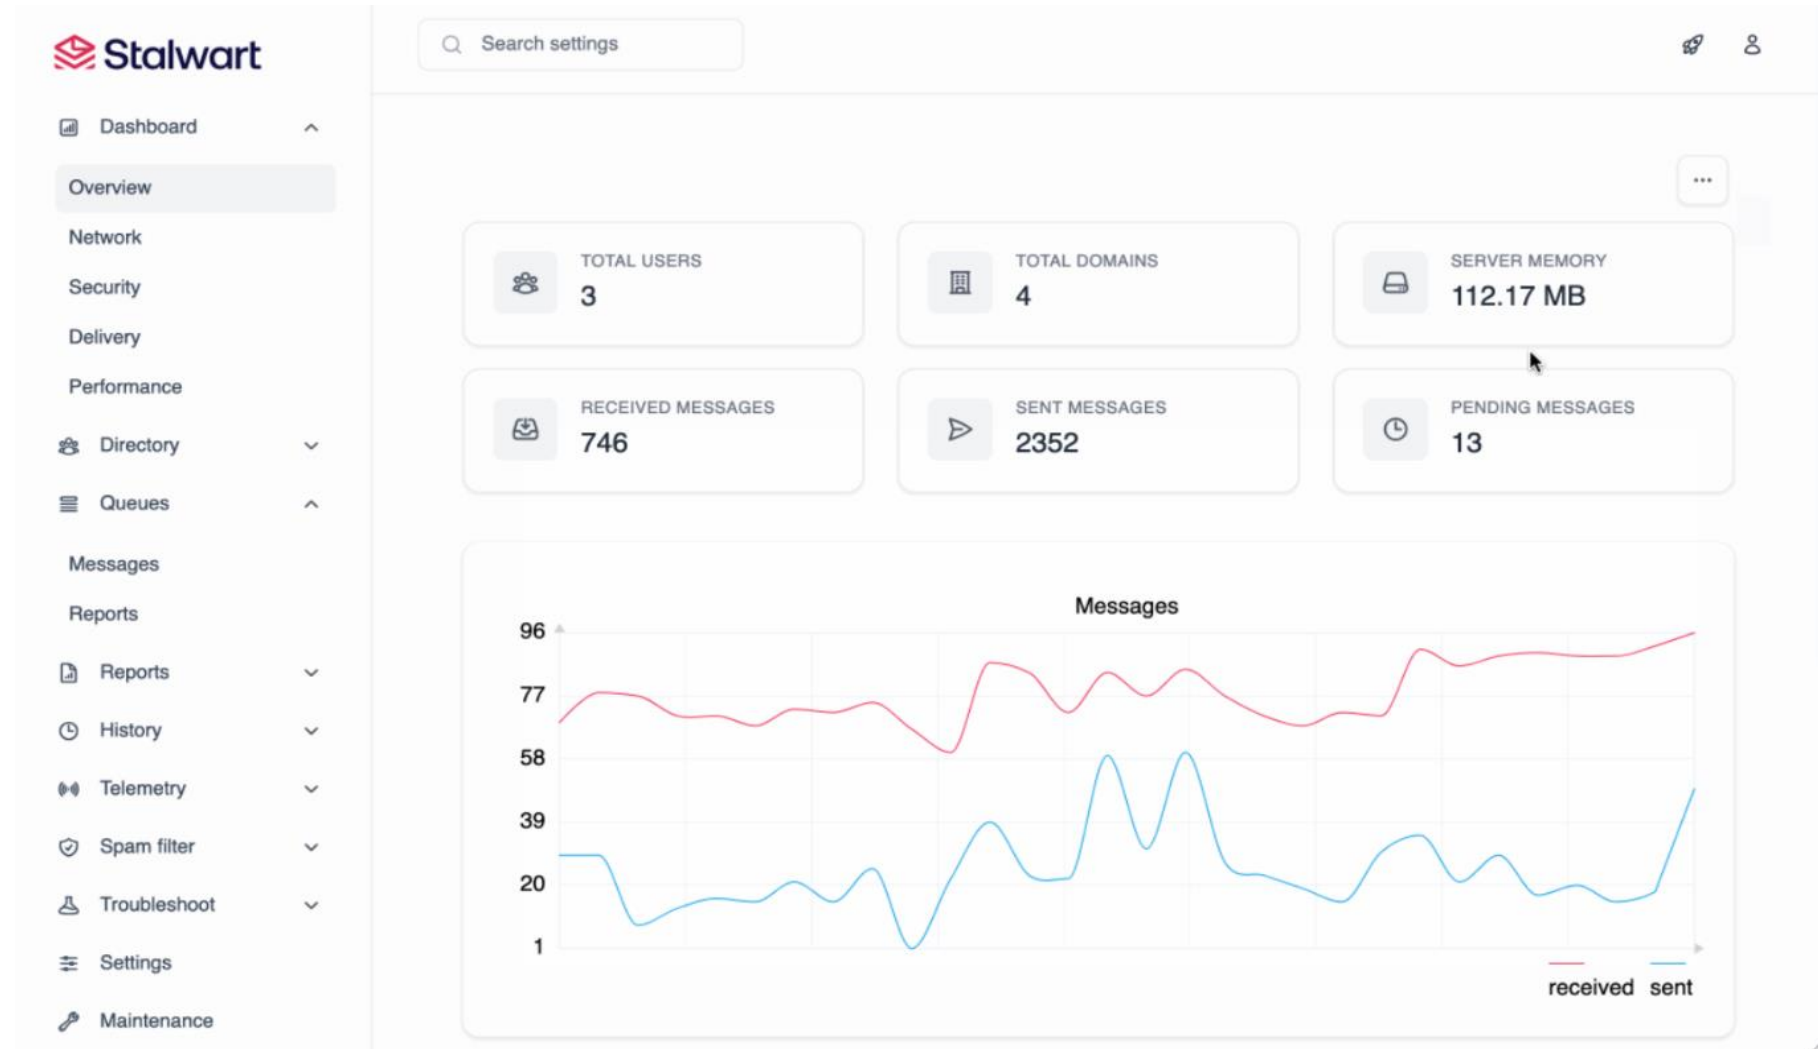 Stalwart
Search settings
Dashboard
Overview
Network
Security
Delivery
Performance
Directory
Queues
Messages
Reports
Reports
History
Telemetry
Spam filter
Troubleshoot
Settings
Maintenance
TOTAL USERS
3
TOTAL DOMAINS
4
SERVER MEMORY
112.17 MB
RECEIVED MESSAGES
746
SENT MESSAGES
2352
PENDING MESSAGES
13
Messages
96
77
58
39
20
1
received sent